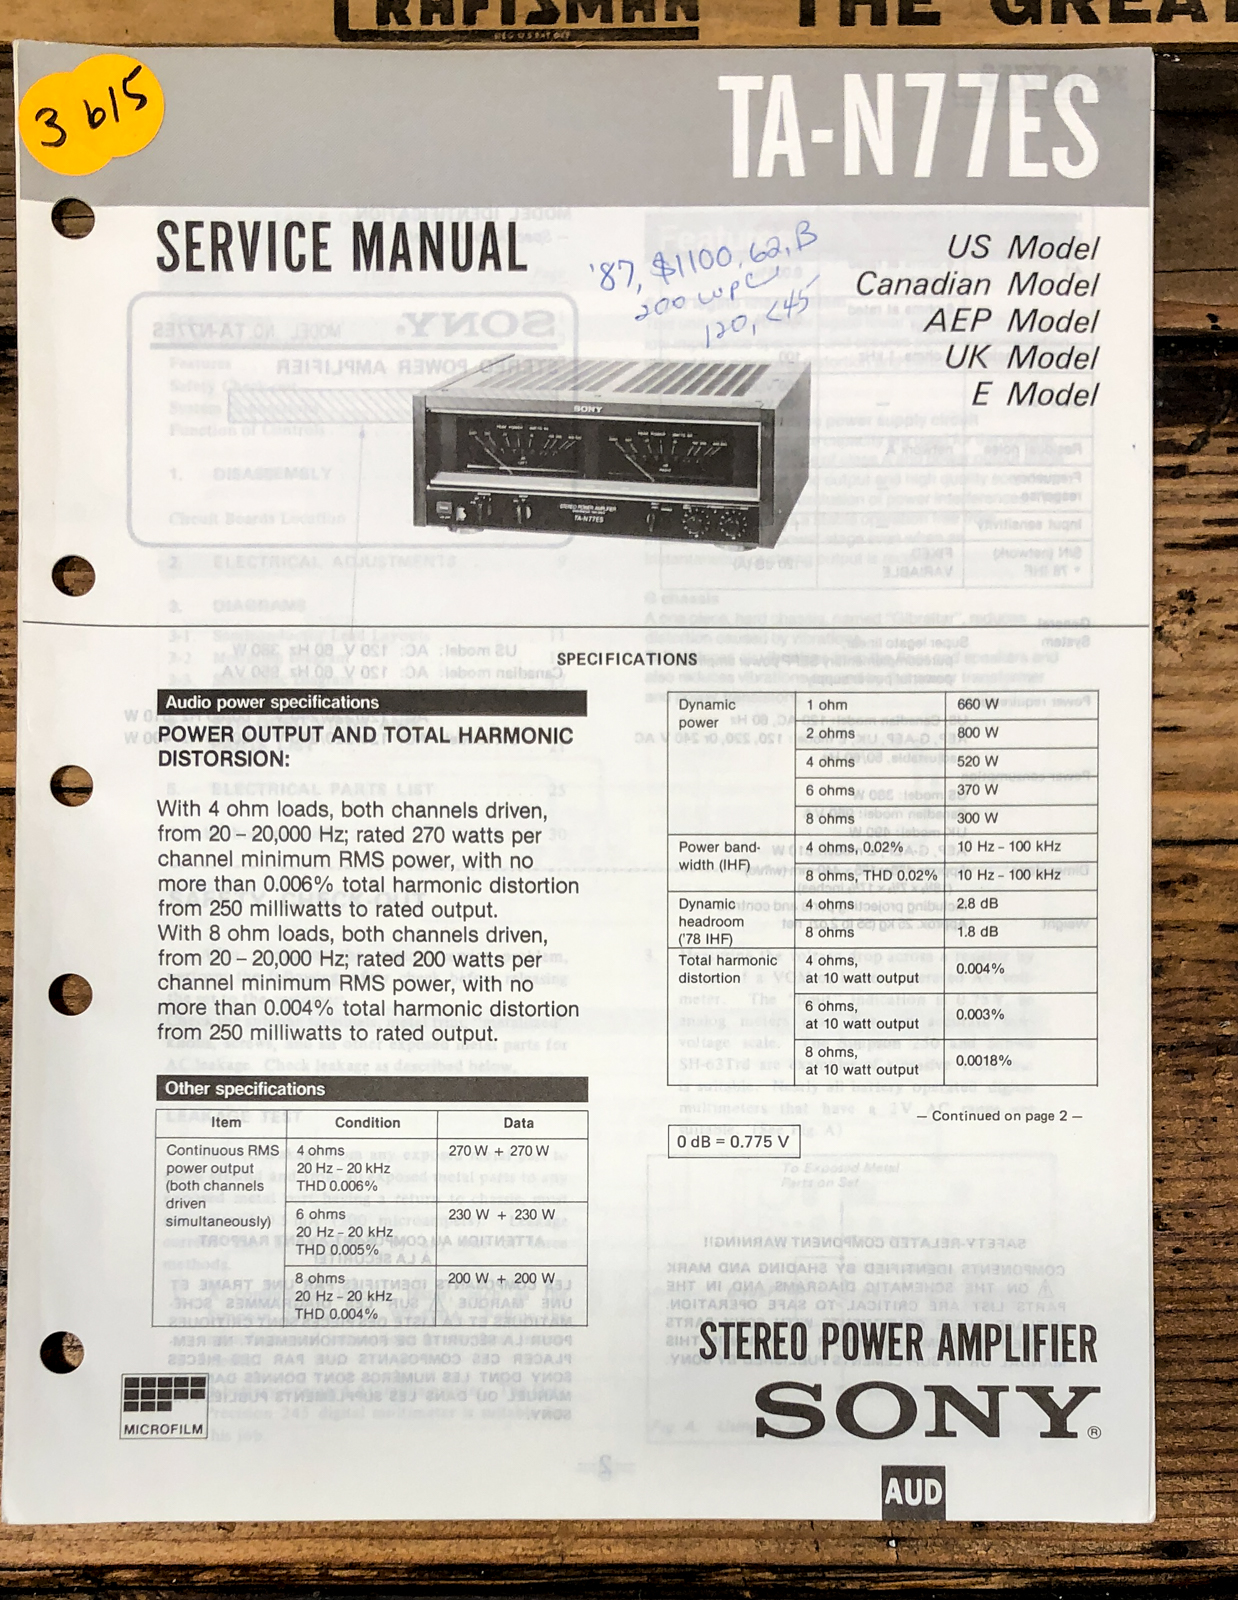 CRAFTSMAN THE GREAT
TA-N77ES
3 b15
SERVICE MANUAL
'87, $1100, 62, B
200 wpc
120, <45
US Model
Canadian Model
AEP Model
UK Model
E Model
SONY
STEREO POWER AMPLIFIER
TA-N77ES
SPECIFICATIONS
Audio power specifications
POWER OUTPUT AND TOTAL HARMONIC
DISTORSION:
With 4 ohm loads, both channels driven,
from 20 – 20,000 Hz; rated 270 watts per
channel minimum RMS power, with no
more than 0.006% total harmonic distortion
from 250 milliwatts to rated output.
With 8 ohm loads, both channels driven,
from 20 – 20,000 Hz; rated 200 watts per
channel minimum RMS power, with no
more than 0.004% total harmonic distortion
from 250 milliwatts to rated output.
Other specifications
Item Condition Data
Continuous RMS 4 ohms 270 W + 270 W
power output 20 Hz – 20 kHz
(both channels THD 0.006%
driven
simultaneously) 6 ohms 230 W + 230 W
20 Hz – 20 kHz
THD 0.005%
8 ohms 200 W + 200 W
20 Hz – 20 kHz
THD 0.004%
Dynamic 1 ohm 660 W
power
2 ohms 800 W
4 ohms 520 W
6 ohms 370 W
8 ohms 300 W
Power band- 4 ohms, 0.02% 10 Hz – 100 kHz
width (IHF)
8 ohms, THD 0.02% 10 Hz – 100 kHz
Dynamic 4 ohms 2.8 dB
headroom
('78 IHF) 8 ohms 1.8 dB
Total harmonic 4 ohms, 0.004%
distortion at 10 watt output
6 ohms, 0.003%
at 10 watt output
8 ohms, 0.0018%
at 10 watt output
— Continued on page 2 —
0 dB = 0.775 V
STEREO POWER AMPLIFIER
SONY®
MICROFILM
AUD